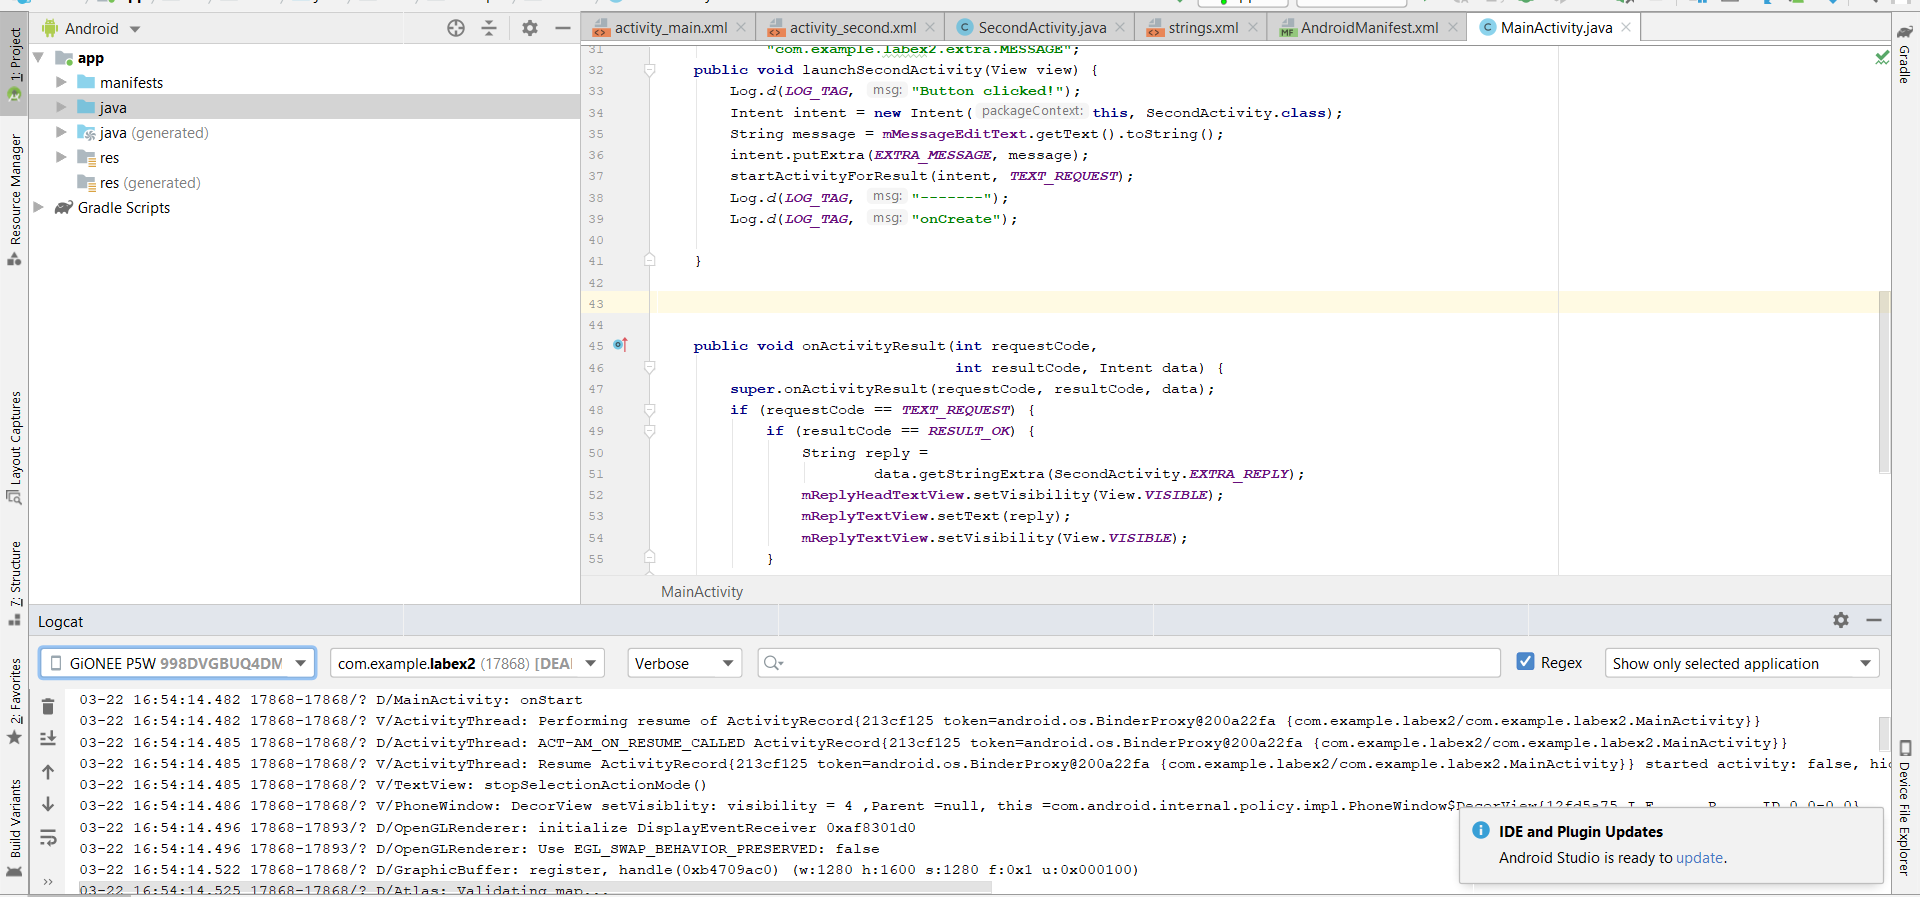 Android
activity_main.xml
activity_second.xml
SecondActivity.java
strings.xml
AndroidManifest.xml
MainActivity.java
1: Project
Resource Manager
Layout Captures
7: Structure
2: Favorites
Build Variants
app
manifests
java
java (generated)
res
res (generated)
Gradle Scripts
31 "com.example.labex2.extra.MESSAGE";
32 public void launchSecondActivity(View view) {
33 Log.d(LOG_TAG, msg: "Button clicked!");
34 Intent intent = new Intent( packageContext: this, SecondActivity.class);
35 String message = mMessageEditText.getText().toString();
36 intent.putExtra(EXTRA_MESSAGE, message);
37 startActivityForResult(intent, TEXT_REQUEST);
38 Log.d(LOG_TAG, msg: "-------");
39 Log.d(LOG_TAG, msg: "onCreate");
40
41 }
42
43
44
45 public void onActivityResult(int requestCode,
46 int resultCode, Intent data) {
47 super.onActivityResult(requestCode, resultCode, data);
48 if (requestCode == TEXT_REQUEST) {
49 if (resultCode == RESULT_OK) {
50 String reply =
51 data.getStringExtra(SecondActivity.EXTRA_REPLY);
52 mReplyHeadTextView.setVisibility(View.VISIBLE);
53 mReplyTextView.setText(reply);
54 mReplyTextView.setVisibility(View.VISIBLE);
55 }
MainActivity
Gradle
Device File Explorer
Logcat
GiONEE P5W 998DVGBUQ4DM
com.example.labex2 (17868) [DEA
Verbose
Regex
Show only selected application
03-22 16:54:14.482 17868-17868/? D/MainActivity: onStart
03-22 16:54:14.482 17868-17868/? V/ActivityThread: Performing resume of ActivityRecord{213cf125 token=android.os.BinderProxy@200a22fa {com.example.labex2/com.example.labex2.MainActivity}}
03-22 16:54:14.485 17868-17868/? D/ActivityThread: ACT-AM_ON_RESUME_CALLED ActivityRecord{213cf125 token=android.os.BinderProxy@200a22fa {com.example.labex2/com.example.labex2.MainActivity}}
03-22 16:54:14.485 17868-17868/? V/ActivityThread: Resume ActivityRecord{213cf125 token=android.os.BinderProxy@200a22fa {com.example.labex2/com.example.labex2.MainActivity}} started activity: false, hi
03-22 16:54:14.485 17868-17868/? V/TextView: stopSelectionActionMode()
03-22 16:54:14.486 17868-17868/? V/PhoneWindow: DecorView setVisiblity: visibility = 4 ,Parent =null, this =com.android.internal.policy.impl.PhoneWindow$DecorView{12fd5a75
03-22 16:54:14.496 17868-17893/? D/OpenGLRenderer: initialize DisplayEventReceiver 0xaf8301d0
03-22 16:54:14.496 17868-17893/? D/OpenGLRenderer: Use EGL_SWAP_BEHAVIOR_PRESERVED: false
03-22 16:54:14.522 17868-17868/? D/GraphicBuffer: register, handle(0xb4709ac0) (w:1280 h:1600 s:1280 f:0x1 u:0x000100)
03-22 16:54:14.525 17868-17868/? D/Atlas: Validating map...
IDE and Plugin Updates
Android Studio is ready to update.